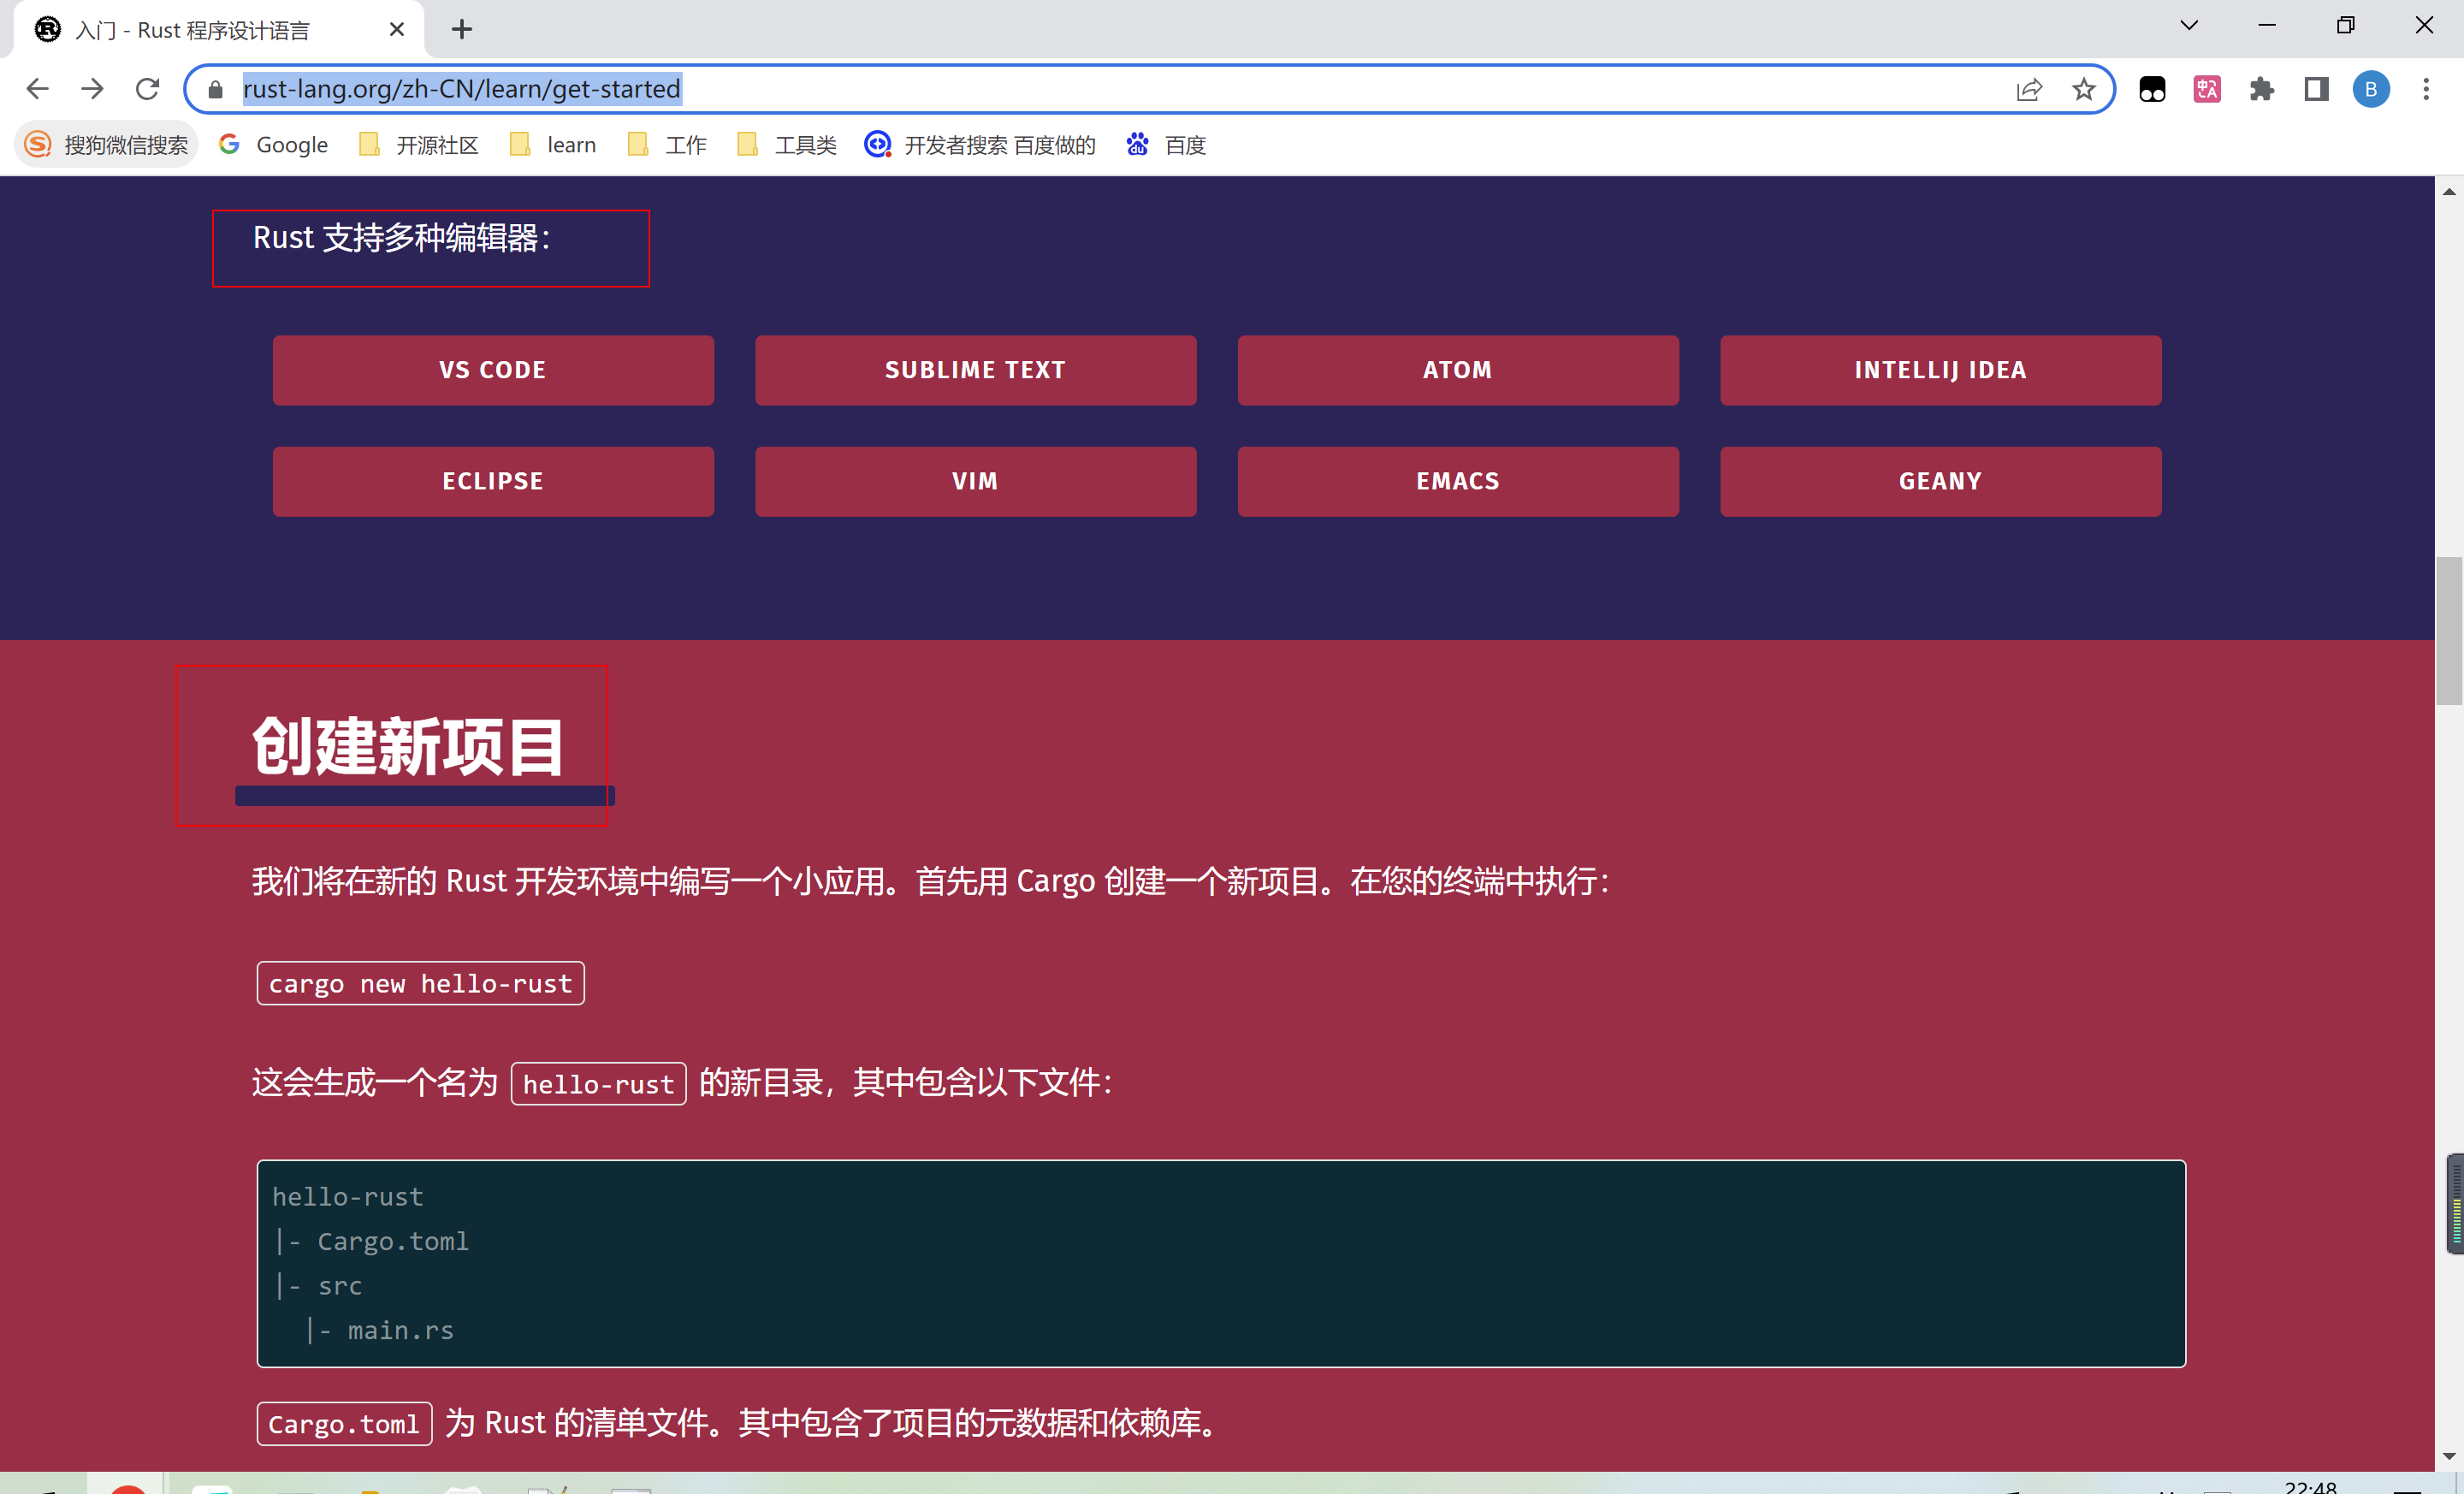 入门 - Rust 程序设计语言
rust-lang.org/zh-CN/learn/get-started
B
搜狗微信搜索 Google 开源社区 learn 工作 工具类 开发者搜索 百度做的 百度
Rust 支持多种编辑器：
VS CODE SUBLIME TEXT ATOM INTELLIJ IDEA
ECLIPSE VIM EMACS GEANY
创建新项目
我们将在新的 Rust 开发环境中编写一个小应用。首先用 Cargo 创建一个新项目。在您的终端中执行：
cargo new hello-rust
这会生成一个名为 hello-rust 的新目录，其中包含以下文件：
hello-rust
|- Cargo.toml
|- src
  |- main.rs
Cargo.toml 为 Rust 的清单文件。其中包含了项目的元数据和依赖库。
22:48